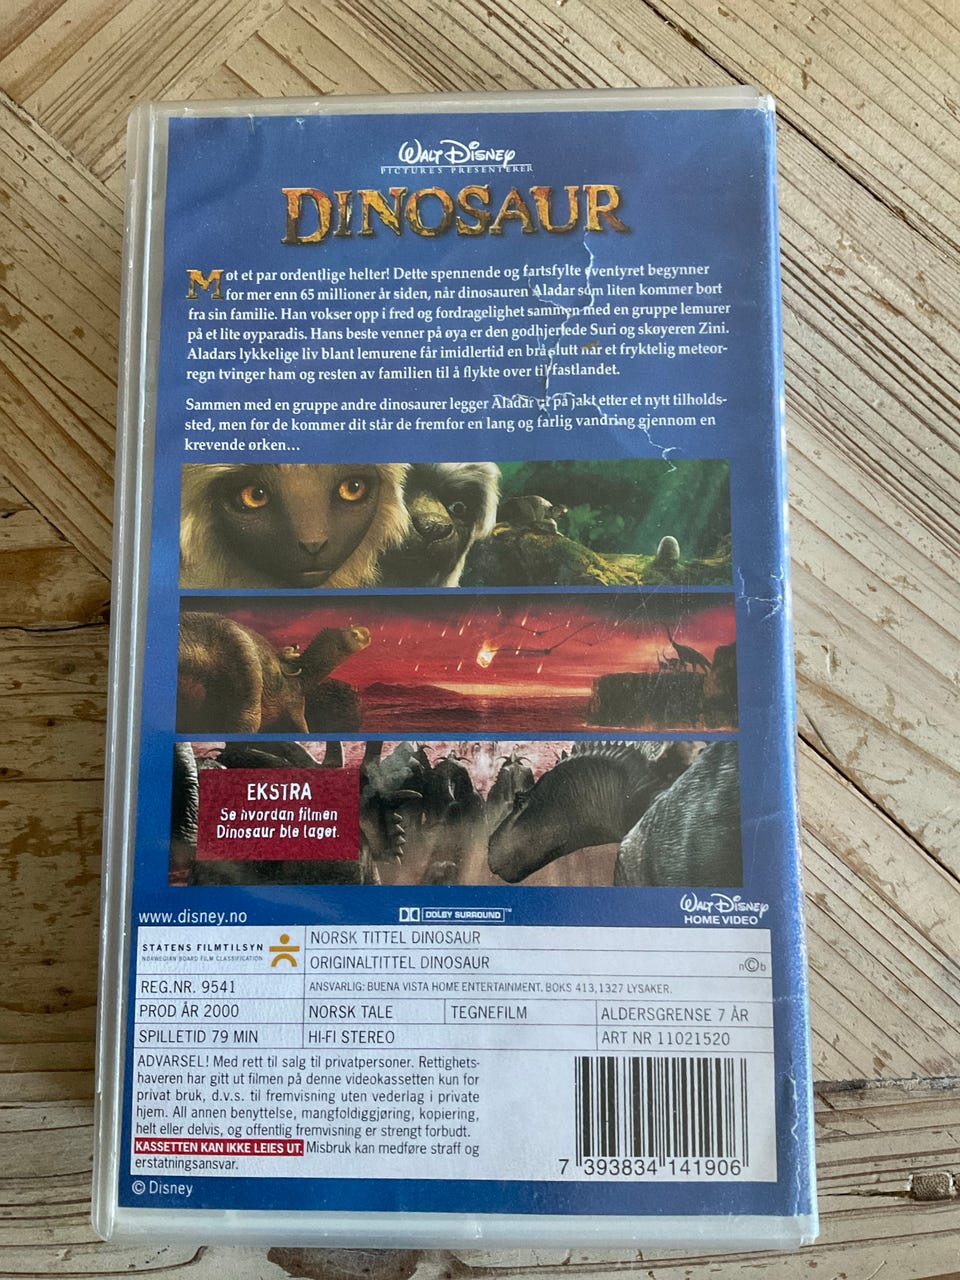 WALT DISNEY
PICTURES PRESENTERER
DINOSAUR
Møt et par ordentlige helter! Dette spennende og fartsfylte eventyret begynner
for mer enn 65 millioner år siden, når dinosauren Aladar som liten kommer bort
fra sin familie. Han vokser opp i fred og fordragelighet sammen med en gruppe lemurer
på et lite øyparadis. Hans beste venner på øya er den godhjertede Suri og skøyeren Zini.
Aladars lykkelige liv blant lemurene får imidlertid en brå slutt når et fryktelig meteor-
regn tvinger ham og resten av familien til å flykte over til fastlandet.
Sammen med en gruppe andre dinosaurer legger Aladar ut på jakt etter et nytt tilholds-
sted, men før de kommer dit står de fremfor en lang og farlig vandring gjennom en
krevende ørken...
EKSTRA
Se hvordan filmen
Dinosaur ble laget.
www.disney.no
DOLBY SURROUND™
WALT DISNEY
HOME VIDEO
STATENS FILMTILSYN
NORWEGIAN BOARD FILM CLASSIFICATION
NORSK TITTEL DINOSAUR
ORIGINALTITTEL DINOSAUR
n©b
REG.NR. 9541
ANSVARLIG: BUENA VISTA HOME ENTERTAINMENT. BOKS 413,1327 LYSAKER.
PROD ÅR 2000 NORSK TALE TEGNEFILM ALDERSGRENSE 7 ÅR
SPILLETID 79 MIN HI-FI STEREO ART NR 11021520
ADVARSEL! Med rett til salg til privatpersoner. Rettighets-
haveren har gitt ut filmen på denne videokassetten kun for
privat bruk, d.v.s. til fremvisning uten vederlag i private
hjem. All annen benyttelse, mangfoldiggjøring, kopiering,
helt eller delvis, og offentlig fremvisning er strengt forbudt.
KASSETTEN KAN IKKE LEIES UT. Misbruk kan medføre straff og
erstatningsansvar.
7 393834 141906
© Disney